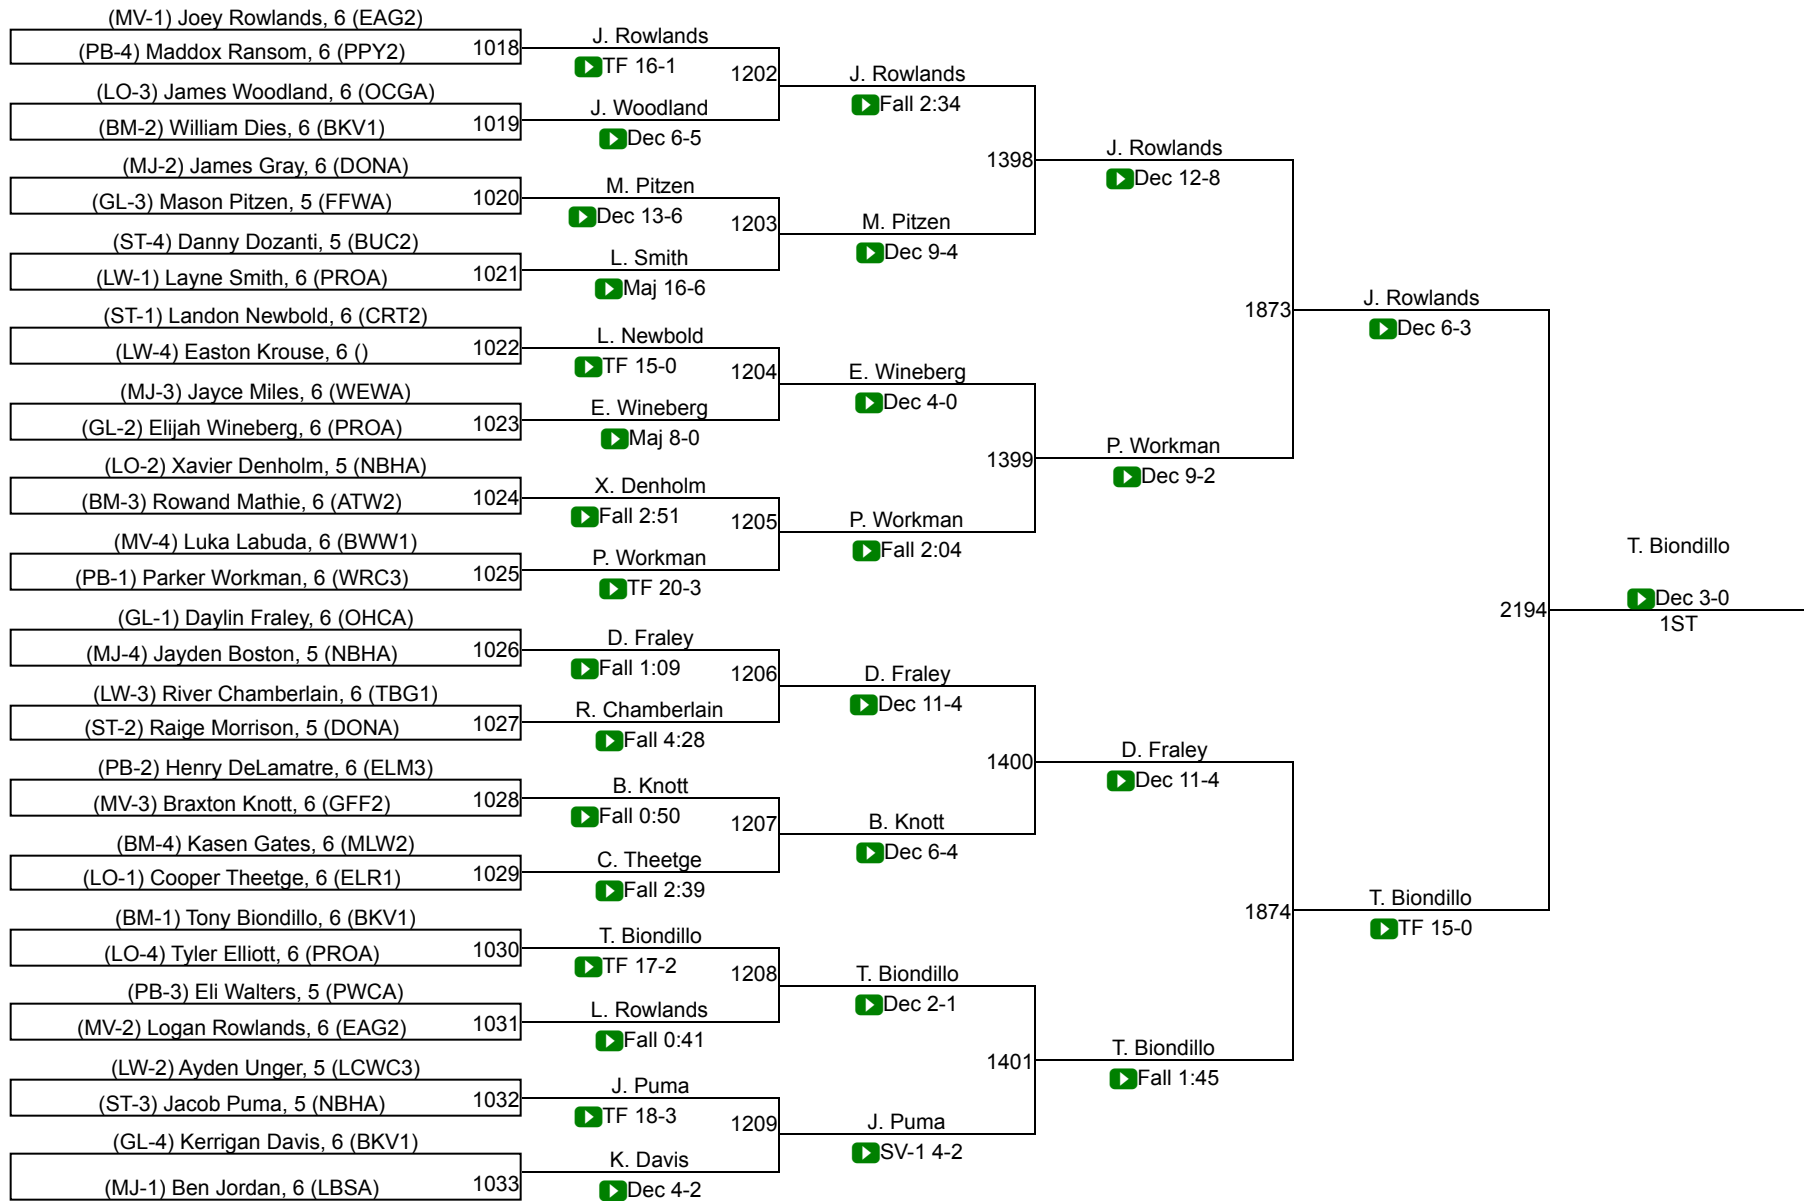 (MV-1) Joey Rowlands, 6 (EAG2)
(PB-4) Maddox Ransom, 6 (PPY2)
1018
(LO-3) James Woodland, 6 (OCGA)
(BM-2) William Dies, 6 (BKV1)
1019
(MJ-2) James Gray, 6 (DONA)
(GL-3) Mason Pitzen, 5 (FFWA)
1020
(ST-4) Danny Dozanti, 5 (BUC2)
(LW-1) Layne Smith, 6 (PROA)
1021
(ST-1) Landon Newbold, 6 (CRT2)
(LW-4) Easton Krouse, 6 ()
1022
(MJ-3) Jayce Miles, 6 (WEWA)
(GL-2) Elijah Wineberg, 6 (PROA)
1023
(LO-2) Xavier Denholm, 5 (NBHA)
(BM-3) Rowand Mathie, 6 (ATW2)
1024
(MV-4) Luka Labuda, 6 (BWW1)
(PB-1) Parker Workman, 6 (WRC3)
1025
(GL-1) Daylin Fraley, 6 (OHCA)
(MJ-4) Jayden Boston, 5 (NBHA)
1026
(LW-3) River Chamberlain, 6 (TBG1)
(ST-2) Raige Morrison, 5 (DONA)
1027
(PB-2) Henry DeLamatre, 6 (ELM3)
(MV-3) Braxton Knott, 6 (GFF2)
1028
(BM-4) Kasen Gates, 6 (MLW2)
(LO-1) Cooper Theetge, 6 (ELR1)
1029
(BM-1) Tony Biondillo, 6 (BKV1)
(LO-4) Tyler Elliott, 6 (PROA)
1030
(PB-3) Eli Walters, 5 (PWCA)
(MV-2) Logan Rowlands, 6 (EAG2)
1031
(LW-2) Ayden Unger, 5 (LCWC3)
(ST-3) Jacob Puma, 5 (NBHA)
1032
(GL-4) Kerrigan Davis, 6 (BKV1)
(MJ-1) Ben Jordan, 6 (LBSA)
1033
J. Rowlands
TF 16-1
1202
J. Woodland
Dec 6-5
M. Pitzen
Dec 13-6
1203
L. Smith
Maj 16-6
L. Newbold
TF 15-0
1204
E. Wineberg
Maj 8-0
X. Denholm
Fall 2:51
1205
P. Workman
TF 20-3
D. Fraley
Fall 1:09
1206
R. Chamberlain
Fall 4:28
B. Knott
Fall 0:50
1207
C. Theetge
Fall 2:39
T. Biondillo
TF 17-2
1208
L. Rowlands
Fall 0:41
J. Puma
TF 18-3
1209
K. Davis
Dec 4-2
J. Rowlands
Fall 2:34
1398
M. Pitzen
Dec 9-4
E. Wineberg
Dec 4-0
1399
P. Workman
Fall 2:04
D. Fraley
Dec 11-4
1400
B. Knott
Dec 6-4
T. Biondillo
Dec 2-1
1401
J. Puma
SV-1 4-2
J. Rowlands
Dec 12-8
1873
P. Workman
Dec 9-2
D. Fraley
Dec 11-4
1874
T. Biondillo
Fall 1:45
J. Rowlands
Dec 6-3
2194
T. Biondillo
TF 15-0
T. Biondillo
Dec 3-0
1ST